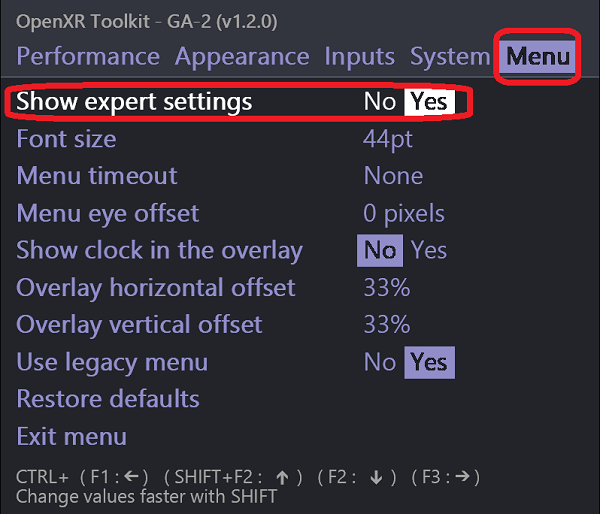 OpenXR Toolkit - GA-2 (v1.2.0)
Performance Appearance Inputs System Menu
Show expert settings No Yes
Font size 44pt
Menu timeout None
Menu eye offset 0 pixels
Show clock in the overlay No Yes
Overlay horizontal offset 33%
Overlay vertical offset 33%
Use legacy menu No Yes
Restore defaults
Exit menu
CTRL+ ( F1 : ← ) ( SHIFT+F2 : ↑ ) ( F2 : ↓ ) ( F3 : → )
Change values faster with SHIFT